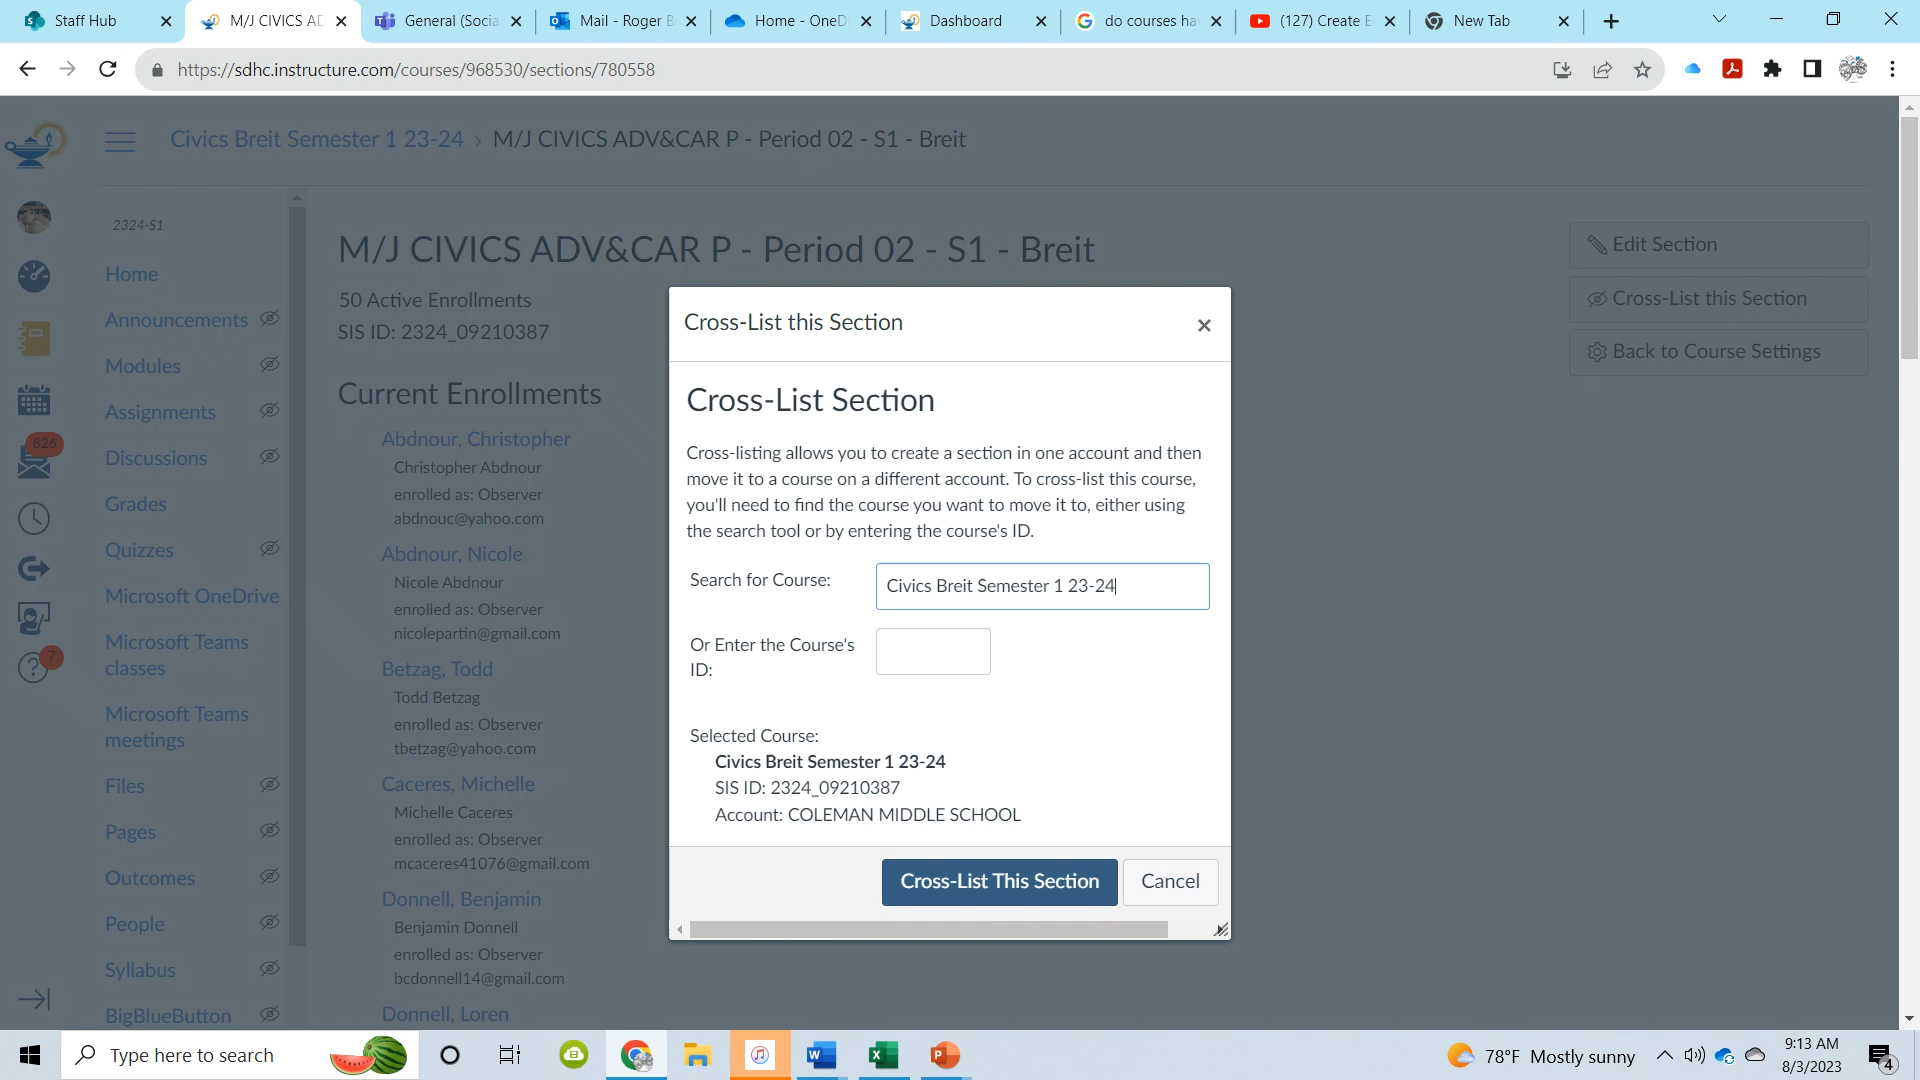 Staff Hub
M/J CIVICS AD
General (Socia
Mail - Roger B
Home - OneD
Dashboard
do courses ha
(127) Create E
New Tab
https://sdhc.instructure.com/courses/968530/sections/780558
Civics Breit Semester 1 23-24 › M/J CIVICS ADV&CAR P - Period 02 - S1 - Breit
2324-S1
Home
Announcements
Modules
Assignments
Discussions
Grades
Quizzes
Microsoft OneDrive
Microsoft Teams
classes
Microsoft Teams
meetings
Files
Pages
Outcomes
People
Syllabus
BigBlueButton
826
7
M/J CIVICS ADV&CAR P - Period 02 - S1 - Breit
50 Active Enrollments
SIS ID: 2324_09210387
Current Enrollments
Abdnour, Christopher
Christopher Abdnour
enrolled as: Observer
abdnouc@yahoo.com
Abdnour, Nicole
Nicole Abdnour
enrolled as: Observer
nicolepartin@gmail.com
Betzag, Todd
Todd Betzag
enrolled as: Observer
tbetzag@yahoo.com
Caceres, Michelle
Michelle Caceres
enrolled as: Observer
mcaceres41076@gmail.com
Donnell, Benjamin
Benjamin Donnell
enrolled as: Observer
bcdonnell14@gmail.com
Donnell, Loren
Edit Section
Cross-List this Section
Back to Course Settings
Cross-List this Section
Cross-List Section
Cross-listing allows you to create a section in one account and then
move it to a course on a different account. To cross-list this course,
you'll need to find the course you want to move it to, either using
the search tool or by entering the course's ID.
Search for Course:
Civics Breit Semester 1 23-24
Or Enter the Course's
ID:
Selected Course:
Civics Breit Semester 1 23-24
SIS ID: 2324_09210387
Account: COLEMAN MIDDLE SCHOOL
Cross-List This Section
Cancel
Type here to search
78°F Mostly sunny
9:13 AM
8/3/2023
4